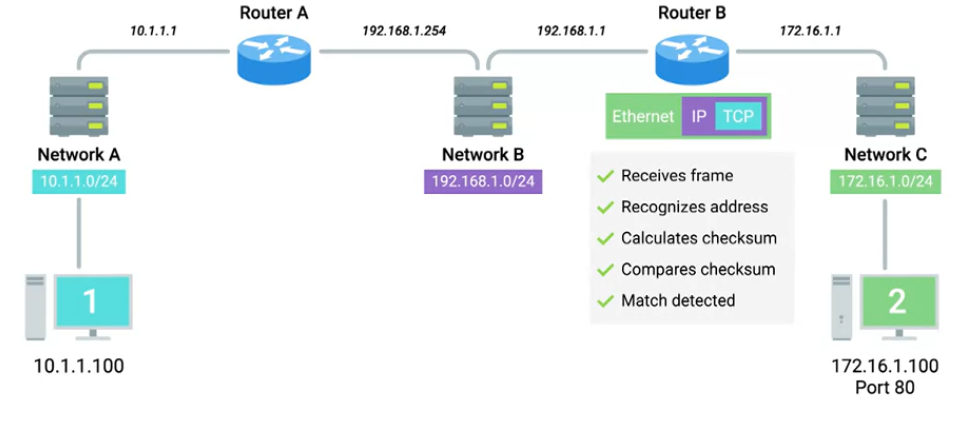 Router A
Router B
10.1.1.1
192.168.1.254
192.168.1.1
172.16.1.1
Ethernet IP TCP
Network A
Network B
Network C
10.1.1.0/24
192.168.1.0/24
172.16.1.0/24
Receives frame
Recognizes address
Calculates checksum
Compares checksum
Match detected
1
2
10.1.1.100
172.16.1.100
Port 80